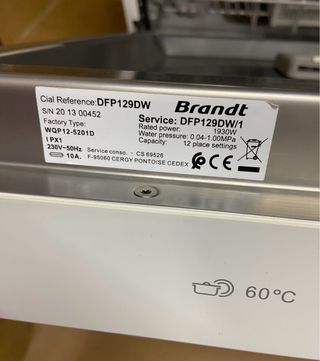 Cial Reference:DFP129DW Brandt
S/N 20 13 00452 Service: DFP129DW/1
Factory Type: Rated power: 1930W
WQP12-5201D Water pressure: 0.04-1.00MPa
IPX1 Capacity: 12 place settings
230V~50Hz Service conso. - CS 69526
10A. F-95060 CERGY PONTOISE CEDEX CE
60°C